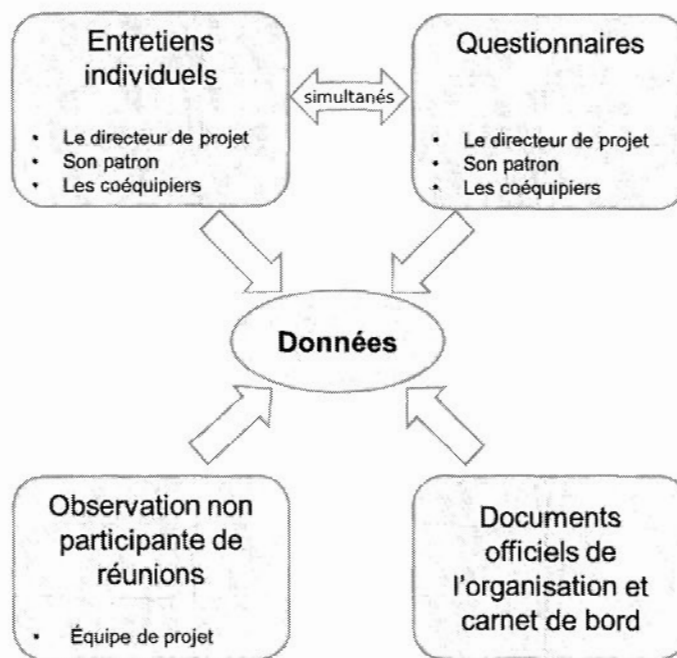 Entretiens
individuels
• Le directeur de projet
• Son patron
• Les coéquipiers
simultanés
Questionnaires
• Le directeur de projet
• Son patron
• Les coéquipiers
Données
Observation non
participante de
réunions
• Équipe de projet
Documents
officiels de
l'organisation et
carnet de bord